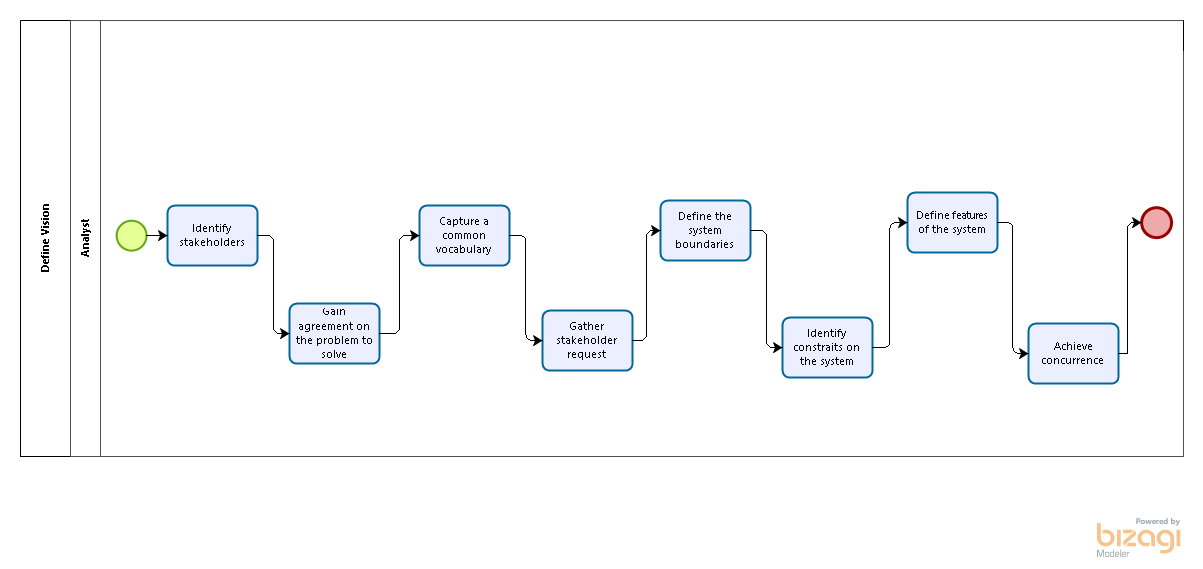 Define Vision
Analyst
Identify
stakeholders
Gain
agreement on
the problem to
solve
Capture a
common
vocabulary
Gather
stakeholder
request
Define the
system
boundaries
Identify
constraits on
the system
Define features
of the system
Achieve
concurrence
Powered by
bizagi
Modeler